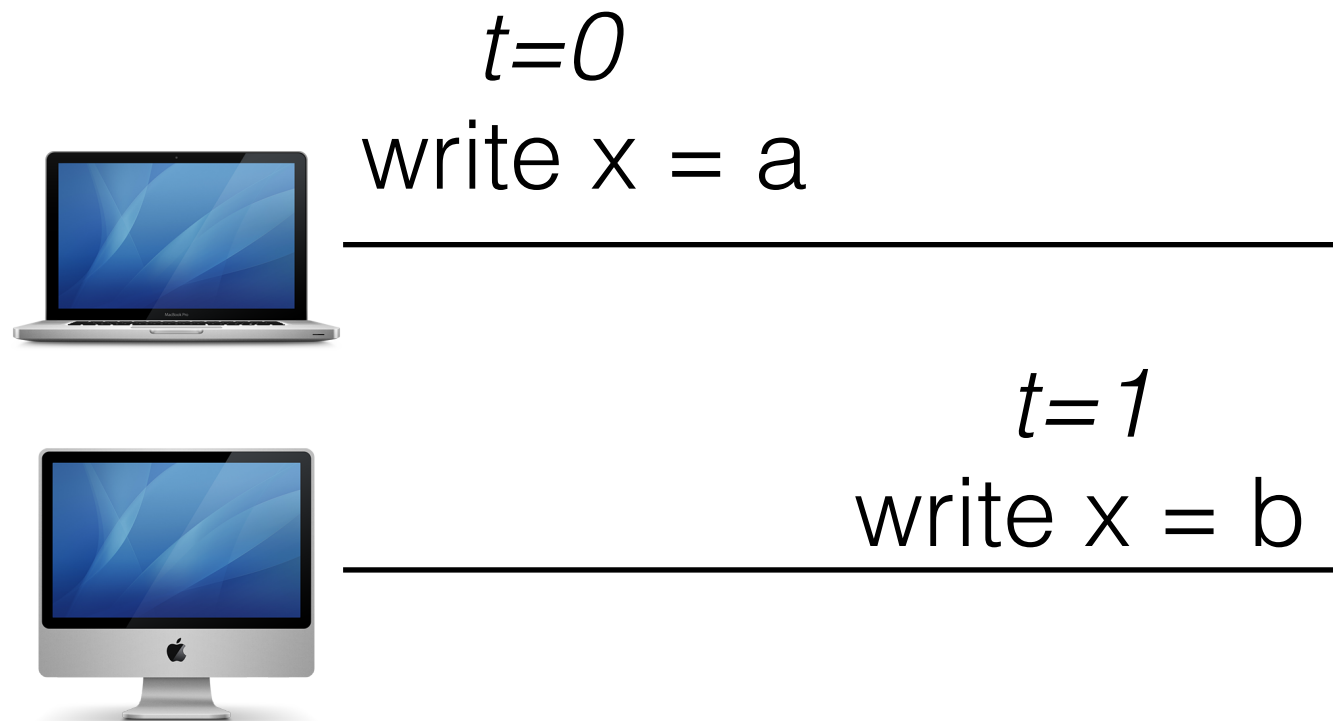 t=0
write x = a
t=1
write x = b